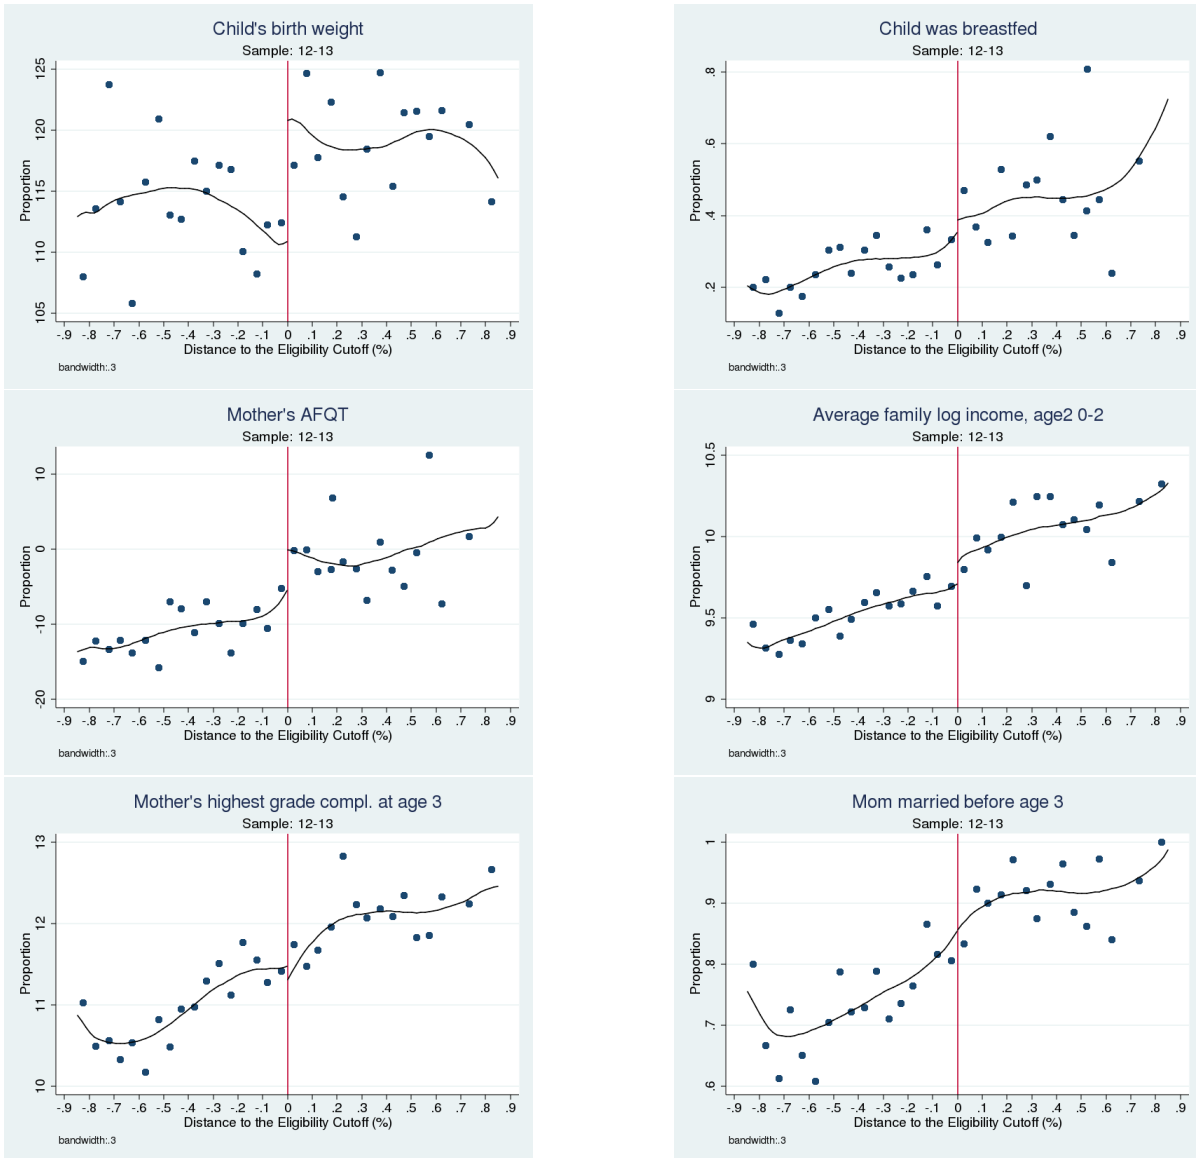 Child's birth weight
Sample: 12-13
Proportion
125
120
115
110
105
-.9 -.8 -.7 -.6 -.5 -.4 -.3 -.2 -.1 0 .1 .2 .3 .4 .5 .6 .7 .8 .9
Distance to the Eligibility Cutoff (%)
bandwidth:.3
Child was breastfed
Sample: 12-13
Proportion
.8
.6
.4
.2
-.9 -.8 -.7 -.6 -.5 -.4 -.3 -.2 -.1 0 .1 .2 .3 .4 .5 .6 .7 .8 .9
Distance to the Eligibility Cutoff (%)
bandwidth:.3
Mother's AFQT
Sample: 12-13
Proportion
10
0
-10
-20
-.9 -.8 -.7 -.6 -.5 -.4 -.3 -.2 -.1 0 .1 .2 .3 .4 .5 .6 .7 .8 .9
Distance to the Eligibility Cutoff (%)
bandwidth:.3
Average family log income, age2 0-2
Sample: 12-13
Proportion
10.5
10
9.5
9
-.9 -.8 -.7 -.6 -.5 -.4 -.3 -.2 -.1 0 .1 .2 .3 .4 .5 .6 .7 .8 .9
Distance to the Eligibility Cutoff (%)
bandwidth:.3
Mother's highest grade compl. at age 3
Sample: 12-13
Proportion
13
12
11
10
-.9 -.8 -.7 -.6 -.5 -.4 -.3 -.2 -.1 0 .1 .2 .3 .4 .5 .6 .7 .8 .9
Distance to the Eligibility Cutoff (%)
bandwidth:.3
Mom married before age 3
Sample: 12-13
Proportion
1
.9
.8
.7
.6
-.9 -.8 -.7 -.6 -.5 -.4 -.3 -.2 -.1 0 .1 .2 .3 .4 .5 .6 .7 .8 .9
Distance to the Eligibility Cutoff (%)
bandwidth:.3